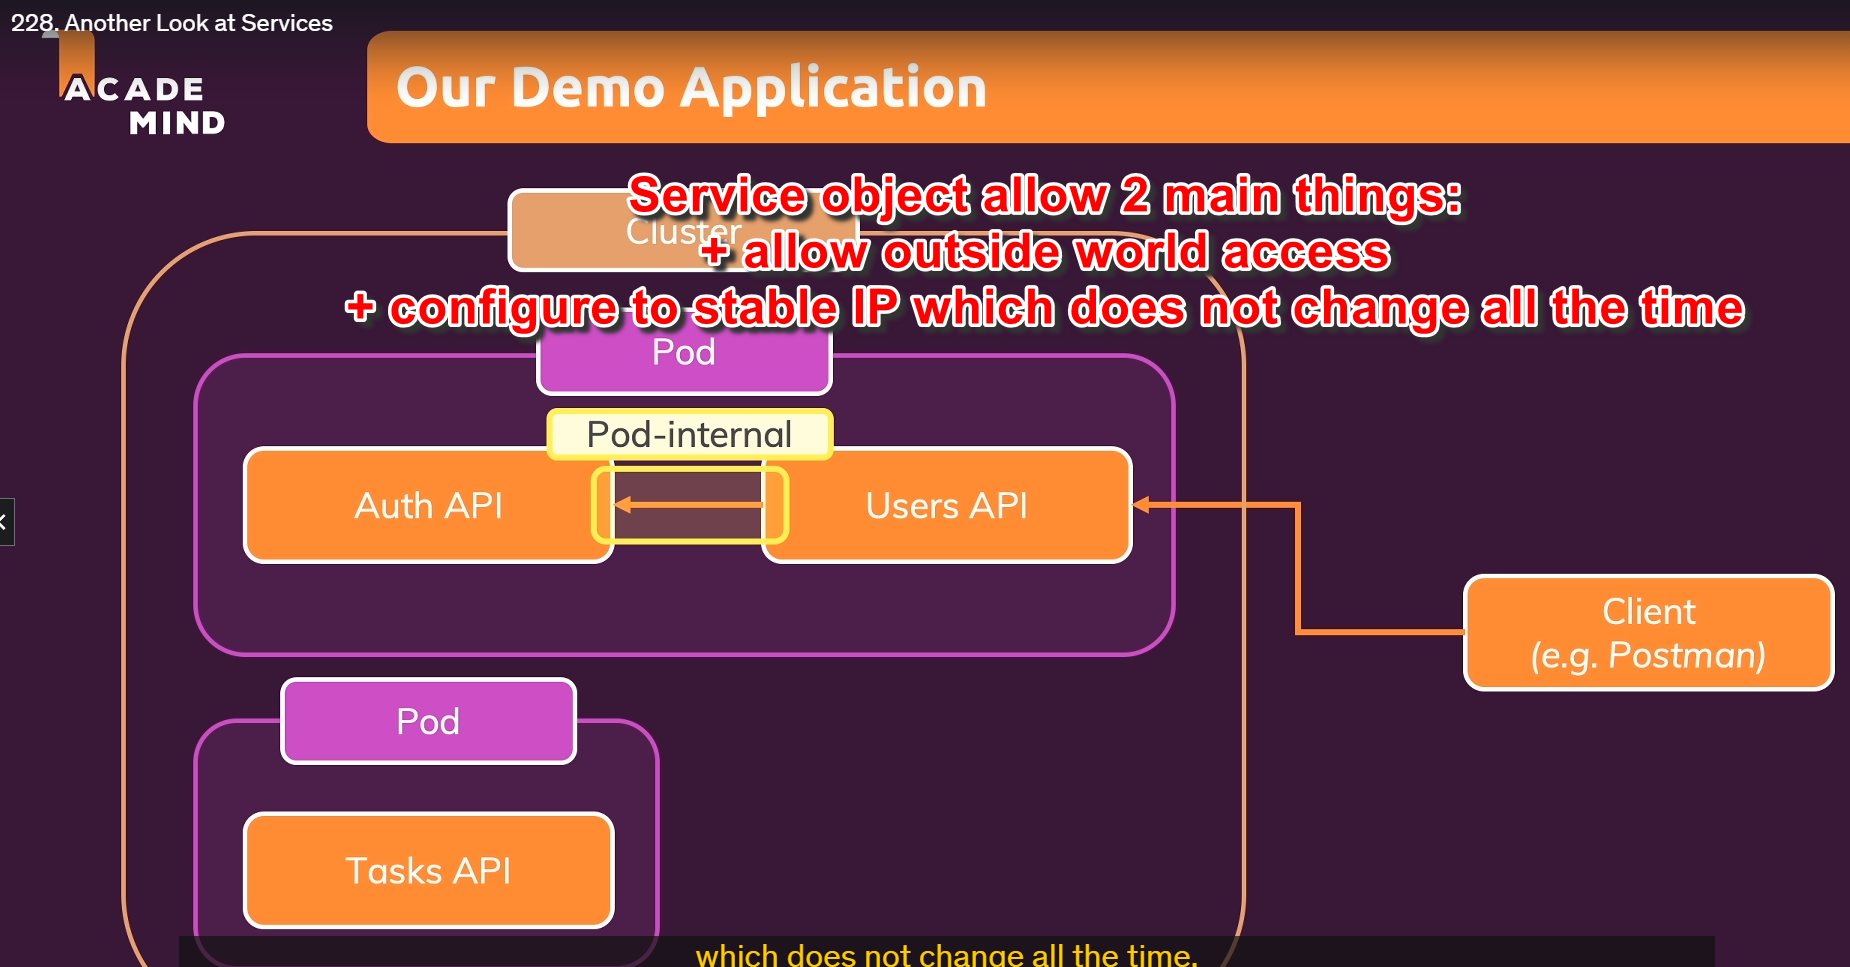 228. Another Look at Services
ACADE
MIND
Our Demo Application
Service object allow 2 main things:
Cluster
+ allow outside world access
+ configure to stable IP which does not change all the time
Pod
Pod-internal
Auth API
Users API
Client
(e.g. Postman)
Pod
Tasks API
which does not change all the time.